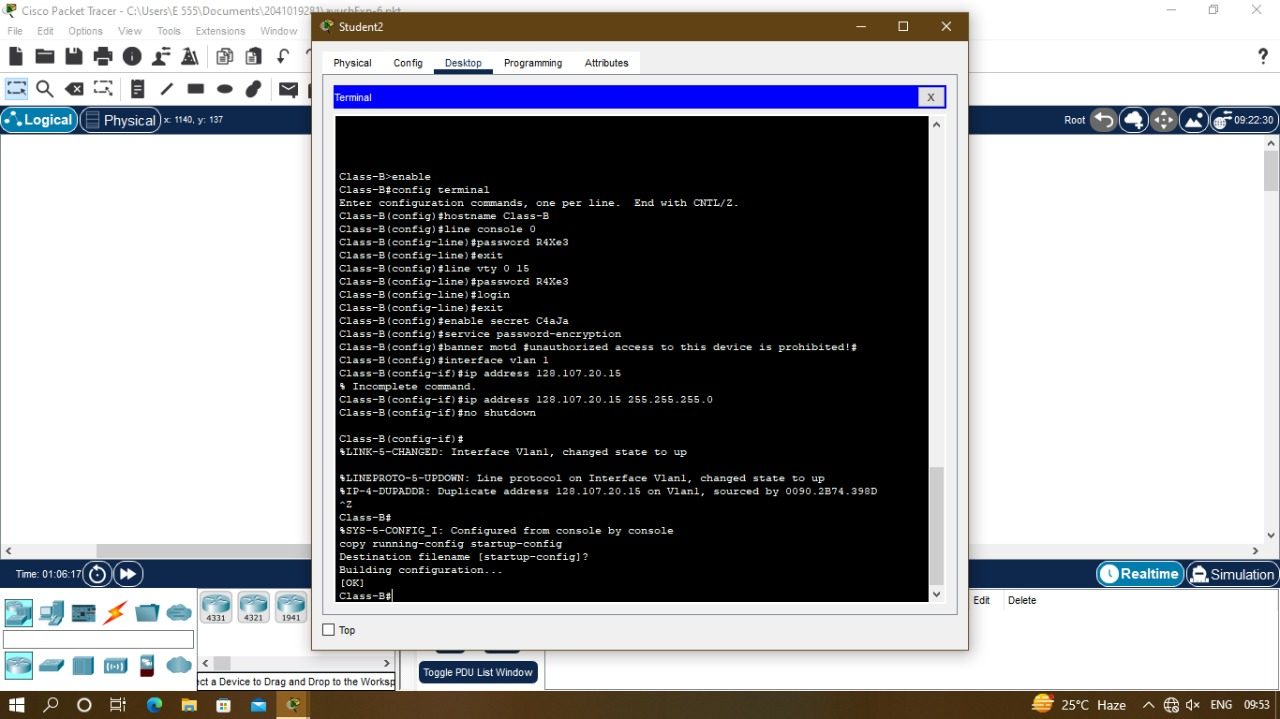 Cisco Packet Tracer - C:\Users\E 555\Documents\2041019281\ayushExp-6.pkt
File Edit Options View Tools Extensions Window
Student2
Physical Config Desktop Programming Attributes
Terminal
X
Logical Physical x: 1140, y: 137
Root 09:22:30
Class-B>enable
Class-B#config terminal
Enter configuration commands, one per line.  End with CNTL/Z.
Class-B(config)#hostname Class-B
Class-B(config)#line console 0
Class-B(config-line)#password R4Xe3
Class-B(config-line)#exit
Class-B(config)#line vty 0 15
Class-B(config-line)#password R4Xe3
Class-B(config-line)#login
Class-B(config-line)#exit
Class-B(config)#enable secret C4aJa
Class-B(config)#service password-encryption
Class-B(config)#banner motd #unauthorized access to this device is prohibited!#
Class-B(config)#interface vlan 1
Class-B(config-if)#ip address 128.107.20.15
% Incomplete command.
Class-B(config-if)#ip address 128.107.20.15 255.255.255.0
Class-B(config-if)#no shutdown
Class-B(config-if)#
%LINK-5-CHANGED: Interface Vlan1, changed state to up
%LINEPROTO-5-UPDOWN: Line protocol on Interface Vlan1, changed state to up
%IP-4-DUPADDR: Duplicate address 128.107.20.15 on Vlan1, sourced by 0090.2B74.398D
^Z
Class-B#
%SYS-5-CONFIG_I: Configured from console by console
copy running-config startup-config
Destination filename [startup-config]?
Building configuration...
[OK]
Class-B#
Top
Time: 01:06:17
Realtime Simulation
4331 4321 1941
Edit Delete
Toggle PDU List Window
ect a Device to Drag and Drop to the Worksp
25°C Haze ENG 09:53